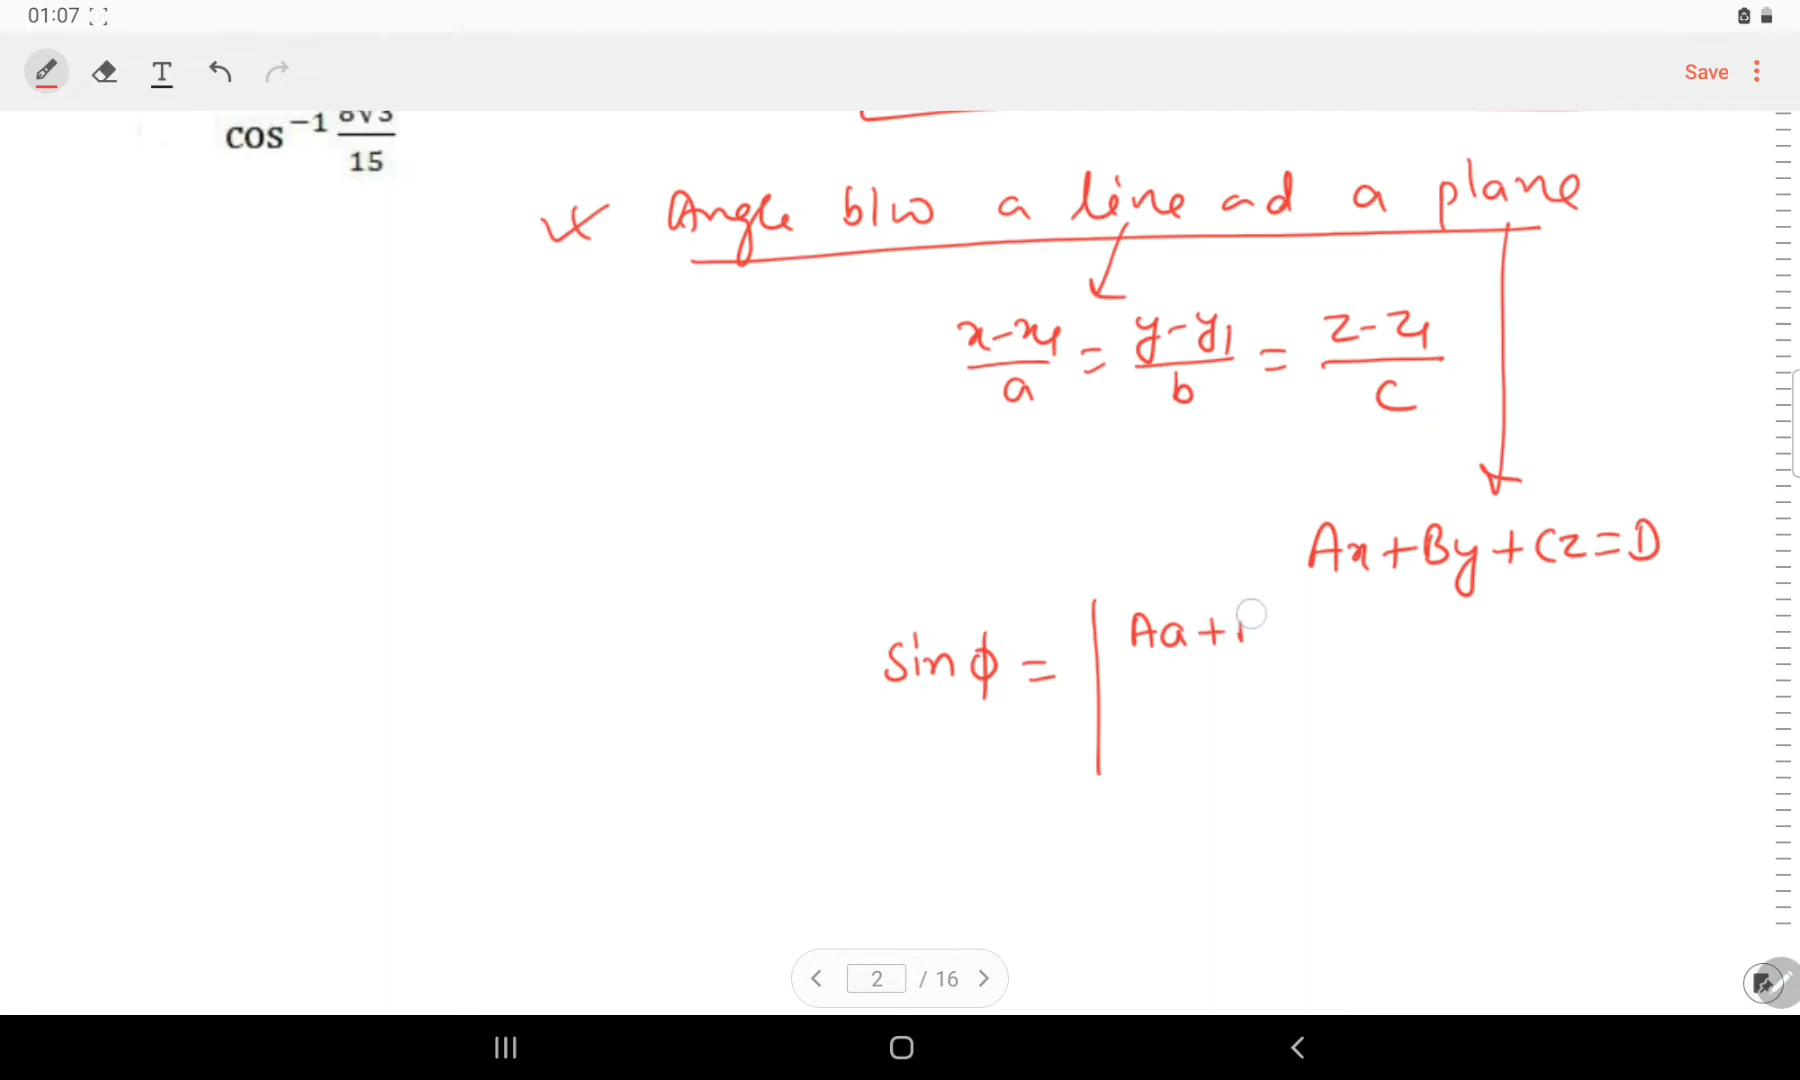 01:07
T Save
cos⁻¹ 8√3/15
Angle b/w a line ad a plane
x-x₁/a = y-y₁/b = z-z₁/c
Ax+By+Cz=D
sin ϕ = | Aa+
2 / 16